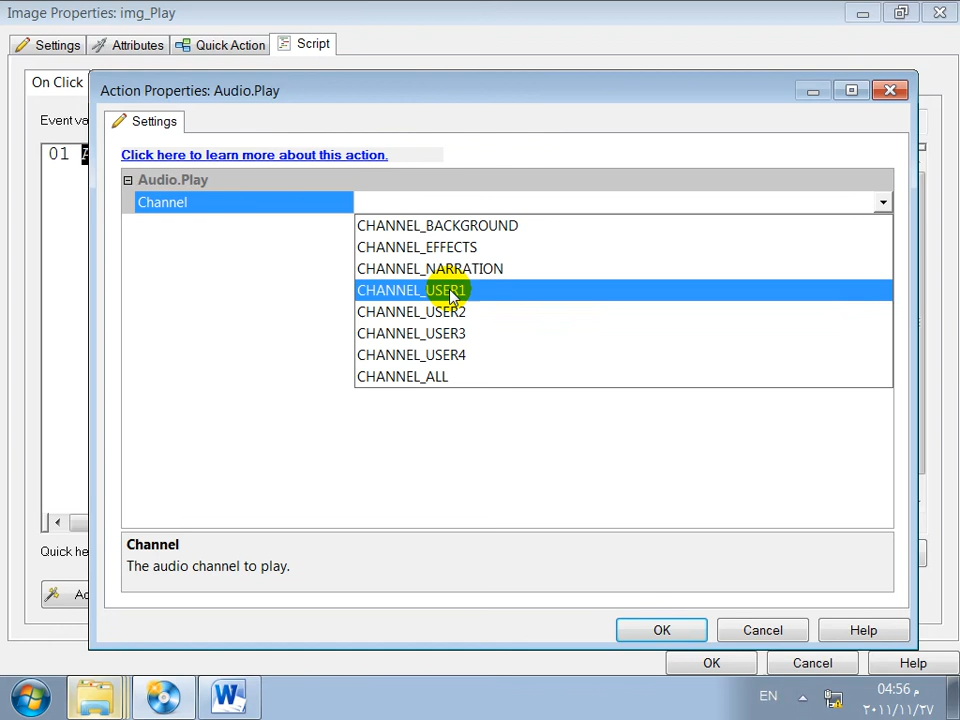 Image Properties: img_Play
Settings Attributes Quick Action Script
On Click
Action Properties: Audio.Play
Settings
Event va
01
Click here to learn more about this action.
Audio.Play
Channel
CHANNEL_BACKGROUND
CHANNEL_EFFECTS
CHANNEL_NARRATION
CHANNEL_USER1
CHANNEL_USER2
CHANNEL_USER3
CHANNEL_USER4
CHANNEL_ALL
Channel
Quick he
The audio channel to play.
OK Cancel Help
OK Cancel Help
EN
04:56 م
٢٠١١/١١/٢٧